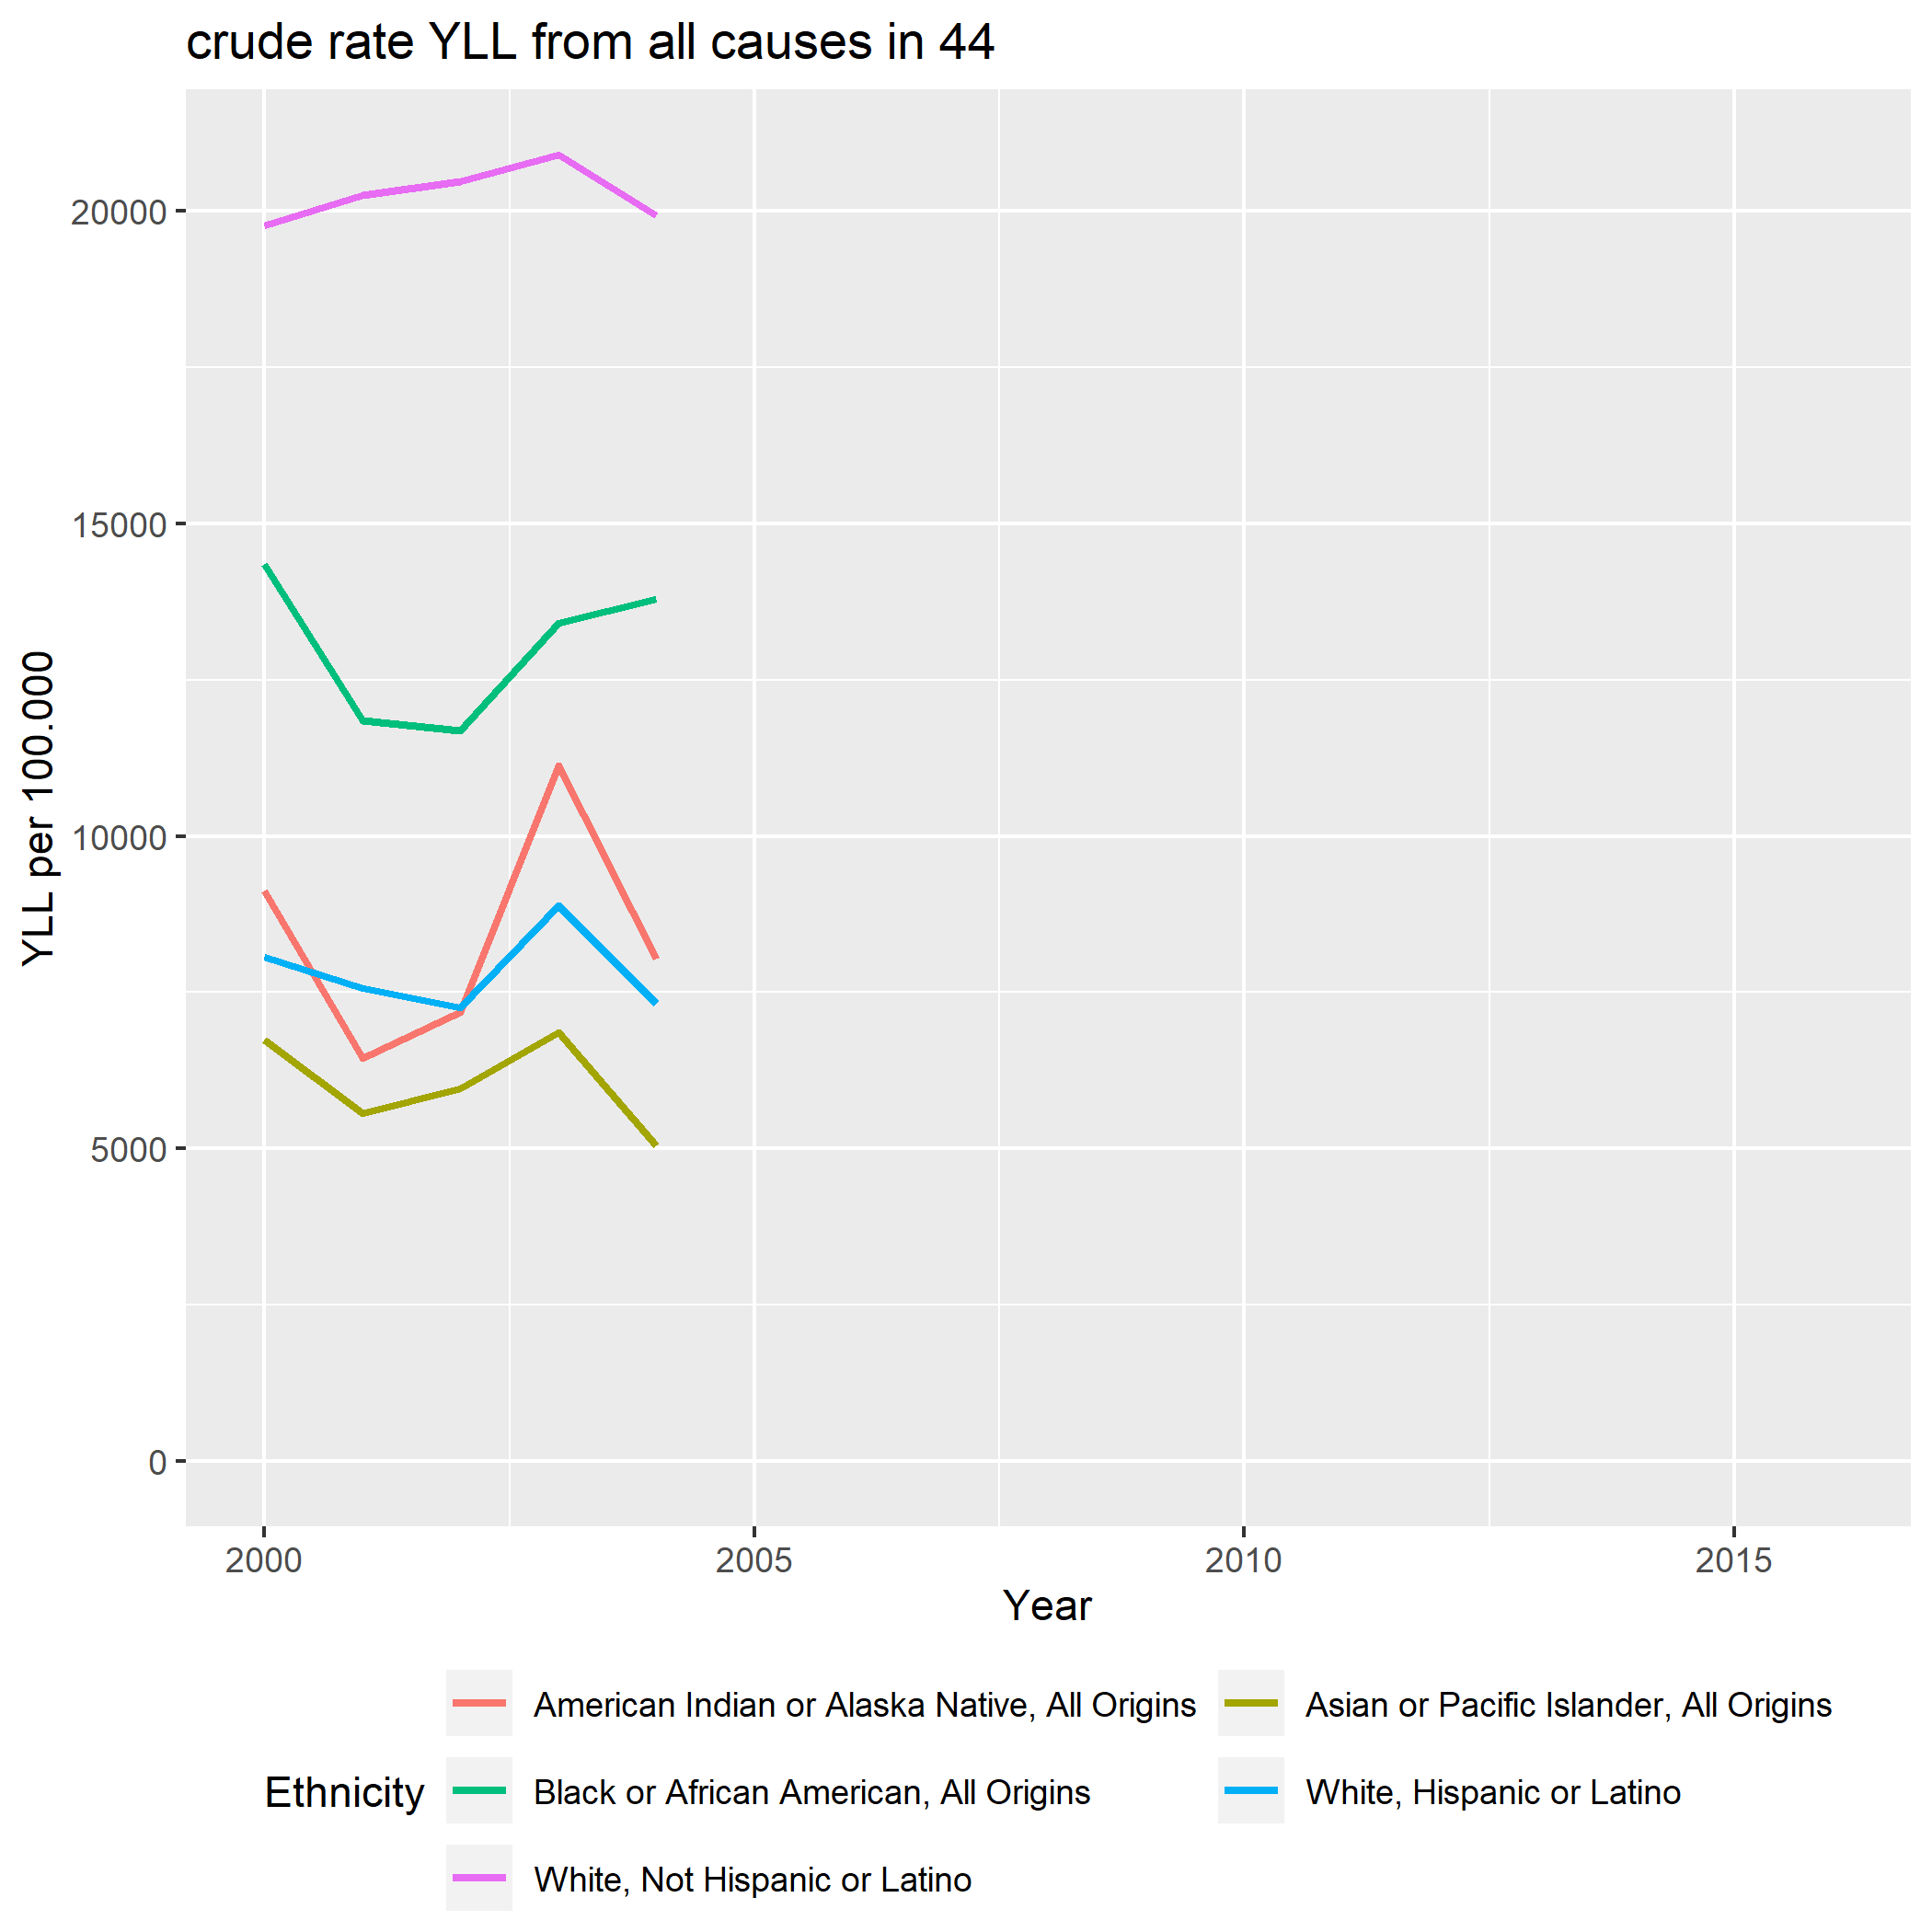 crude rate YLL from all causes in 44
YLL per 100.000
20000
15000
10000
5000
0
2000 2005 2010 2015
Year
Ethnicity
American Indian or Alaska Native, All Origins
Asian or Pacific Islander, All Origins
Black or African American, All Origins
White, Hispanic or Latino
White, Not Hispanic or Latino